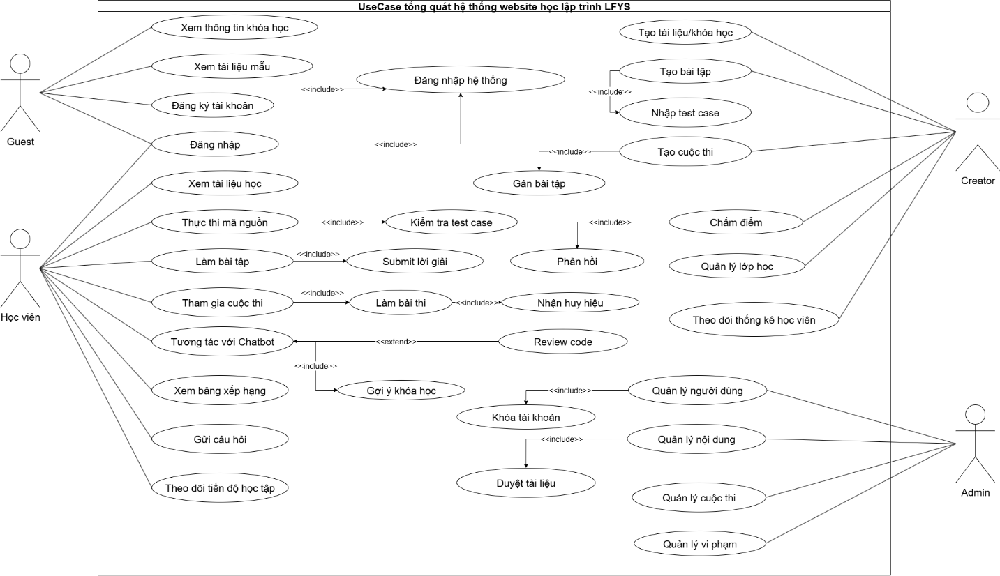 UseCase tổng quát hệ thống website học lập trình LFYS
Xem thông tin khóa học
Xem tài liệu mẫu
Đăng ký tài khoản
<<include>>
Đăng nhập hệ thống
Đăng nhập
<<include>>
Guest
Xem tài liệu học
Thực thi mã nguồn
<<include>>
Kiểm tra test case
Làm bài tập
<<include>>
Submit lời giải
Tham gia cuộc thi
<<include>>
Làm bài thi
<<include>>
Nhận huy hiệu
Học viên
Tương tác với Chatbot
<<extend>>
Review code
<<include>>
Gợi ý khóa học
Xem bảng xếp hạng
Gửi câu hỏi
Theo dõi tiến độ học tập
Tạo tài liệu/khóa học
Tạo bài tập
<<include>>
Nhập test case
Tạo cuộc thi
<<include>>
Gán bài tập
Creator
Chấm điểm
<<include>>
Phản hồi
Quản lý lớp học
Theo dõi thống kê học viên
Quản lý người dùng
<<include>>
Khóa tài khoản
Quản lý nội dung
<<include>>
Duyệt tài liệu
Quản lý cuộc thi
Quản lý vi phạm
Admin